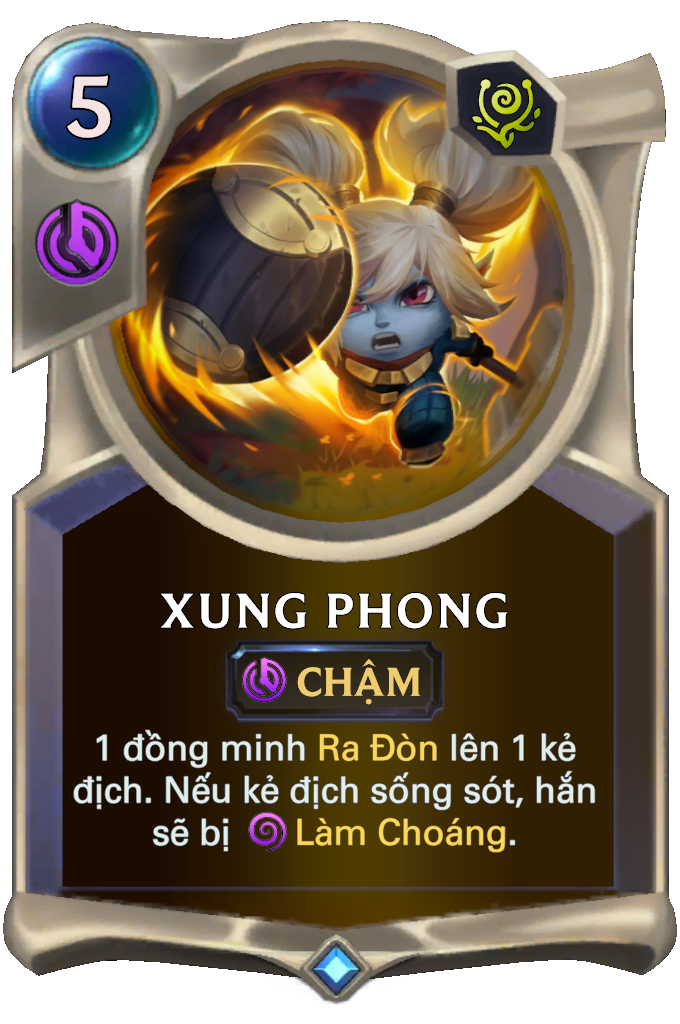 5
XUNG PHONG
CHẬM
1 đồng minh Ra Đòn lên 1 kẻ
địch. Nếu kẻ địch sống sót, hắn
sẽ bị Làm Choáng.